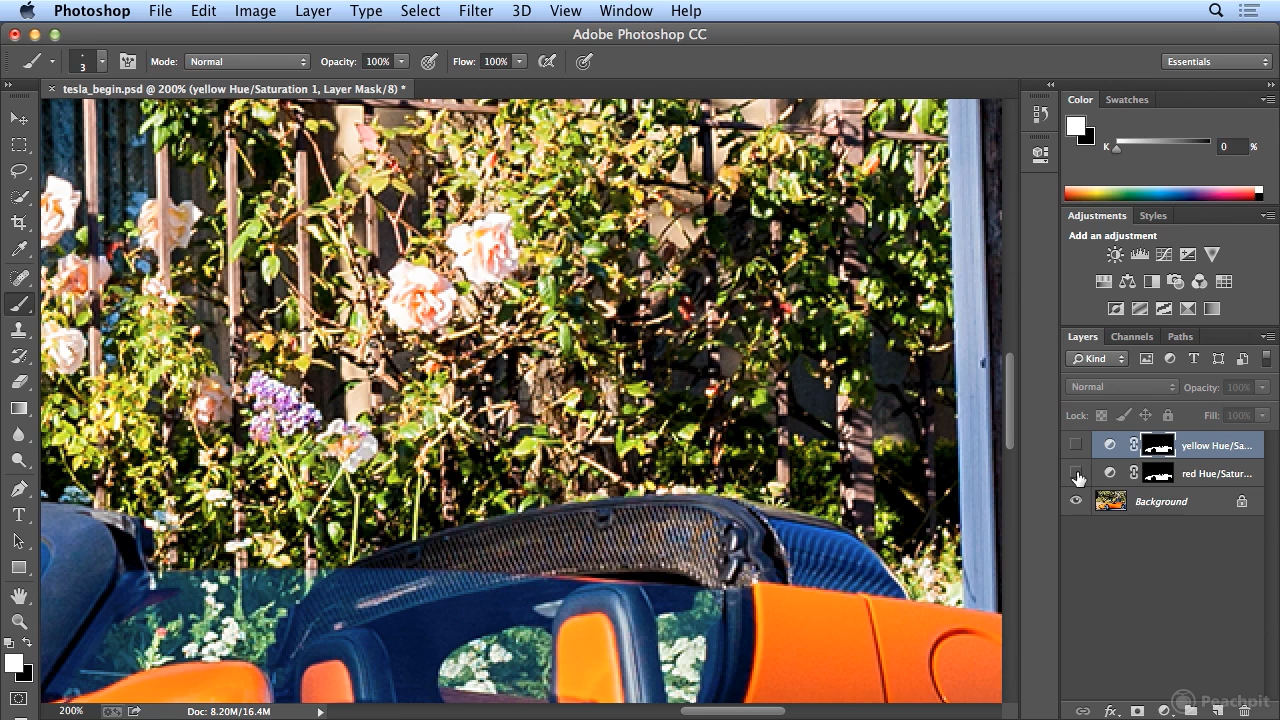 Photoshop File Edit Image Layer Type Select Filter 3D View Window Help
Adobe Photoshop CC
3 Mode: Normal Opacity: 100% Flow: 100% Essentials
tesla_begin.psd @ 200% (yellow Hue/Saturation 1, Layer Mask/8) *
Color Swatches
K 0 %
Adjustments Styles
Add an adjustment
Layers Channels Paths
Kind
Normal Opacity: 100%
Lock: Fill: 100%
yellow Hue/Sa...
red Hue/Satur...
Background
200% Doc: 8.20M/16.4M
fx
Peachpit